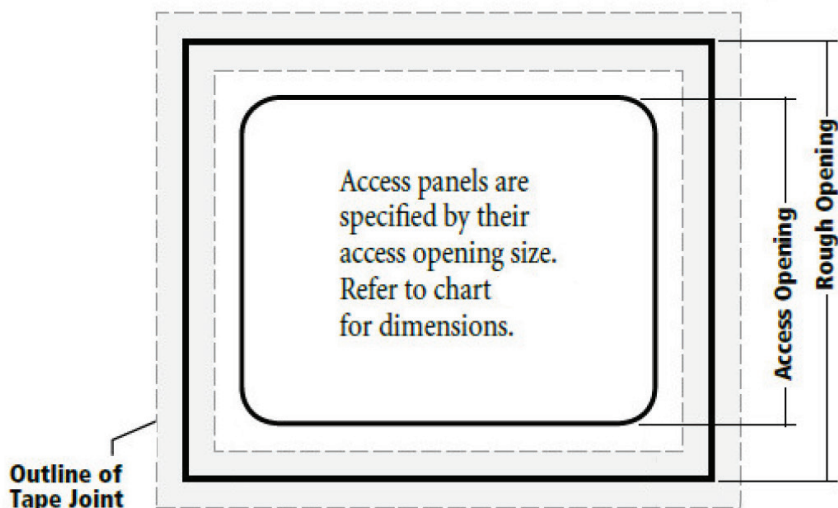 Access panels are
specified by their
access opening size.
Refer to chart
for dimensions.
Access Opening
Rough Opening
Outline of
Tape Joint